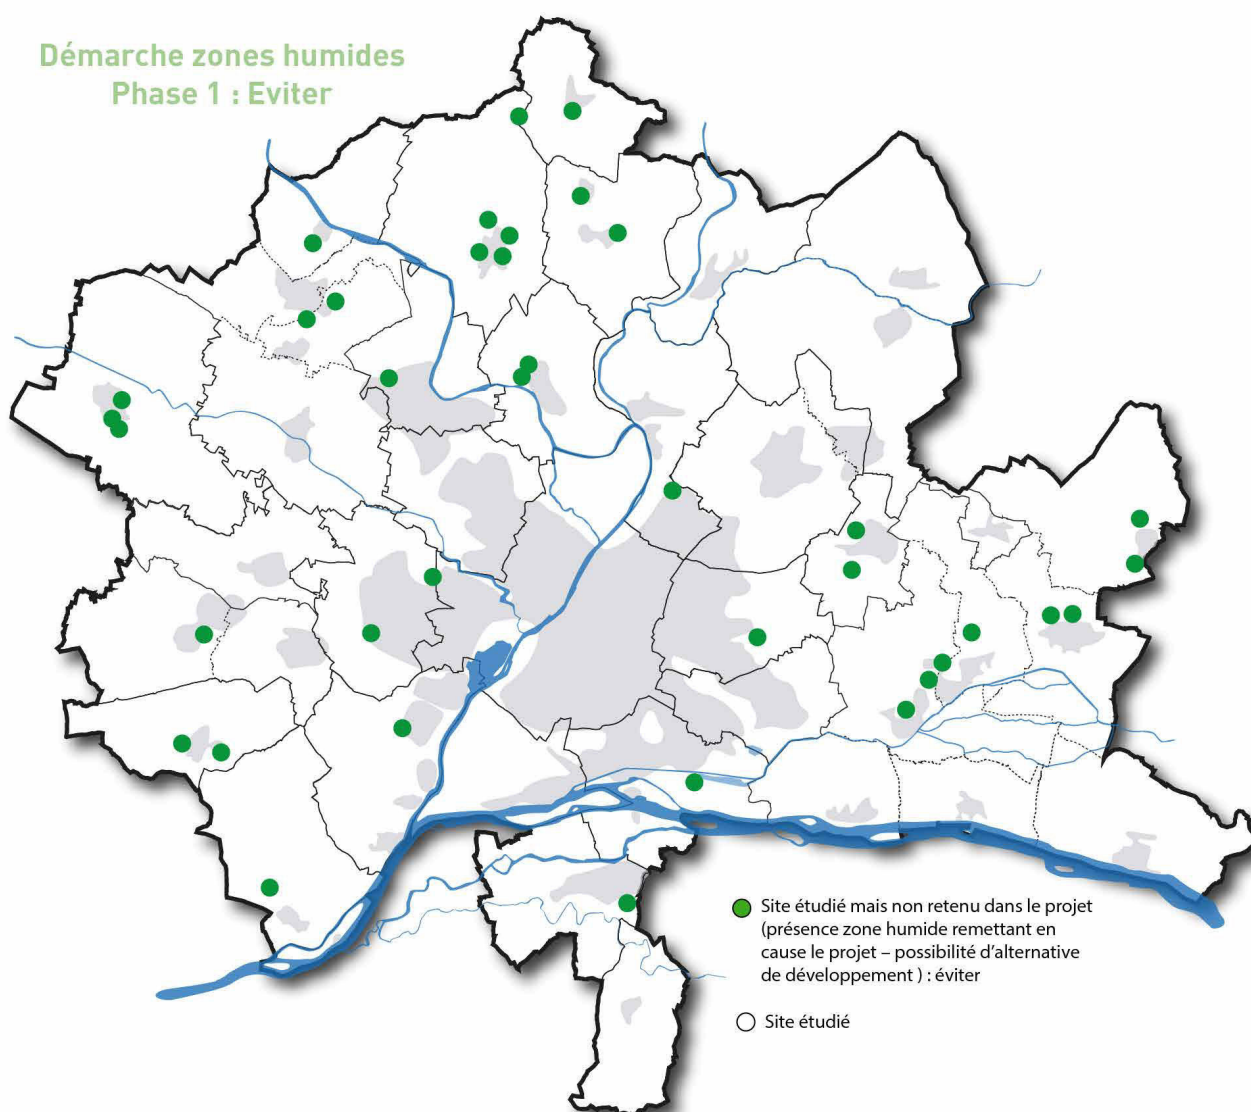 Démarche zones humides
Phase 1 : Eviter
Site étudié mais non retenu dans le projet
(présence zone humide remettant en
cause le projet – possibilité d'alternative
de développement ) : éviter
Site étudié